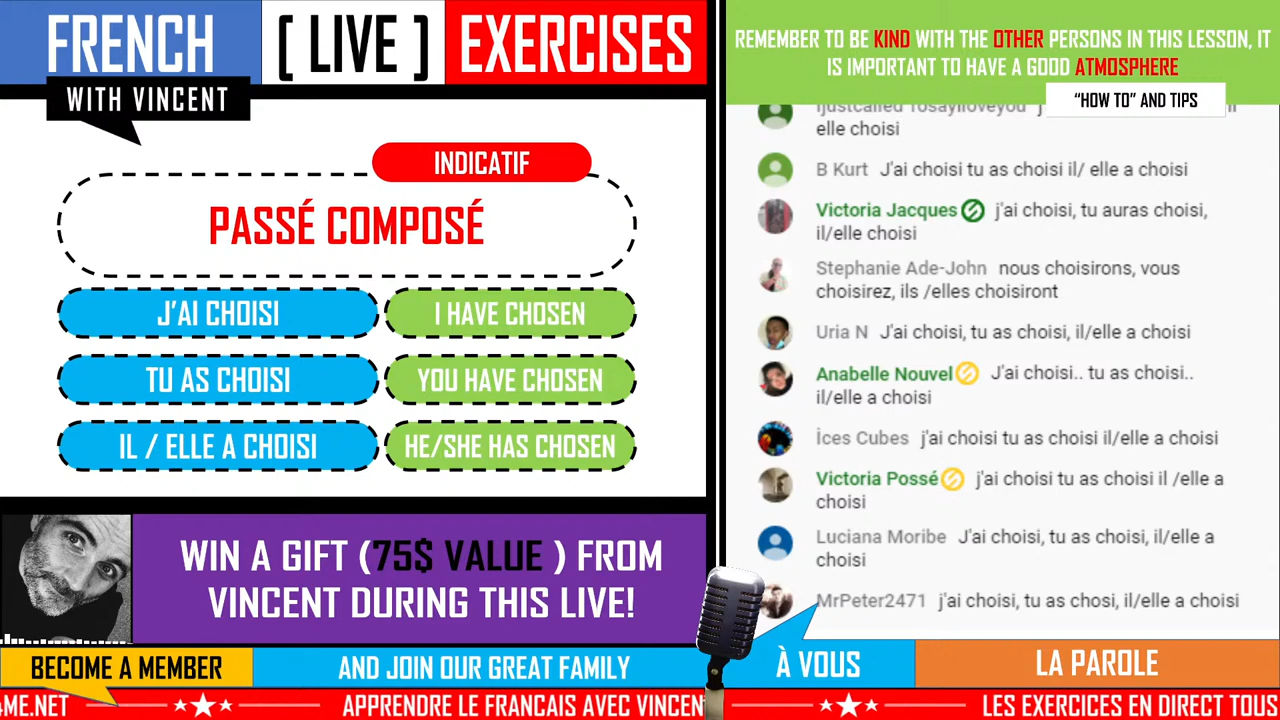 FRENCH
[ LIVE ]
EXERCISES
WITH VINCENT
INDICATIF
PASSÉ COMPOSÉ
J'AI CHOISI
I HAVE CHOSEN
TU AS CHOISI
YOU HAVE CHOSEN
IL / ELLE A CHOISI
HE/SHE HAS CHOSEN
WIN A GIFT (75$ VALUE ) FROM
VINCENT DURING THIS LIVE!
BECOME A MEMBER
AND JOIN OUR GREAT FAMILY
REMEMBER TO BE KIND WITH THE OTHER PERSONS IN THIS LESSON, IT
IS IMPORTANT TO HAVE A GOOD ATMOSPHERE
"HOW TO" AND TIPS
elle choisi
B Kurt J'ai choisi tu as choisi il/ elle a choisi
Victoria Jacques j'ai choisi, tu auras choisi,
il/elle choisi
Stephanie Ade-John nous choisirons, vous
choisirez, ils /elles choisiront
Uria N J'ai choisi, tu as choisi, il/elle a choisi
Anabelle Nouvel J'ai choisi.. tu as choisi..
il/elle a choisi
İces Cubes j'ai choisi tu as choisi il/elle a choisi
Victoria Possé j'ai choisi tu as choisi il /elle a
choisi
Luciana Moribe J'ai choisi, tu as choisi, il/elle a
choisi
MrPeter2471 j'ai choisi, tu as chosi, il/elle a choisi
À VOUS
LA PAROLE
4ME.NET
APPRENDRE LE FRANCAIS AVEC VINCEN
LES EXERCICES EN DIRECT TOUS